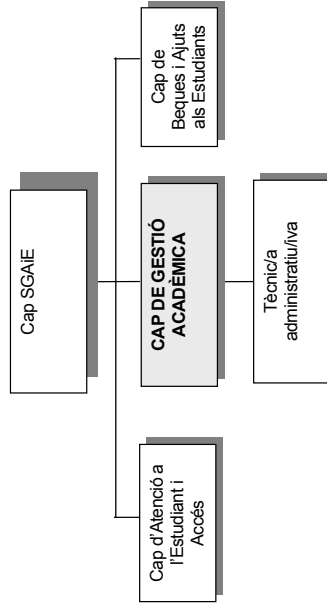 Cap SGAiE
Cap d'Atenció a
l'Estudiant i
Accés
CAP DE GESTIÓ
ACADÈMICA
Cap de
Beques i Ajuts
als Estudiants
Tècnic/a
administratiu/iva